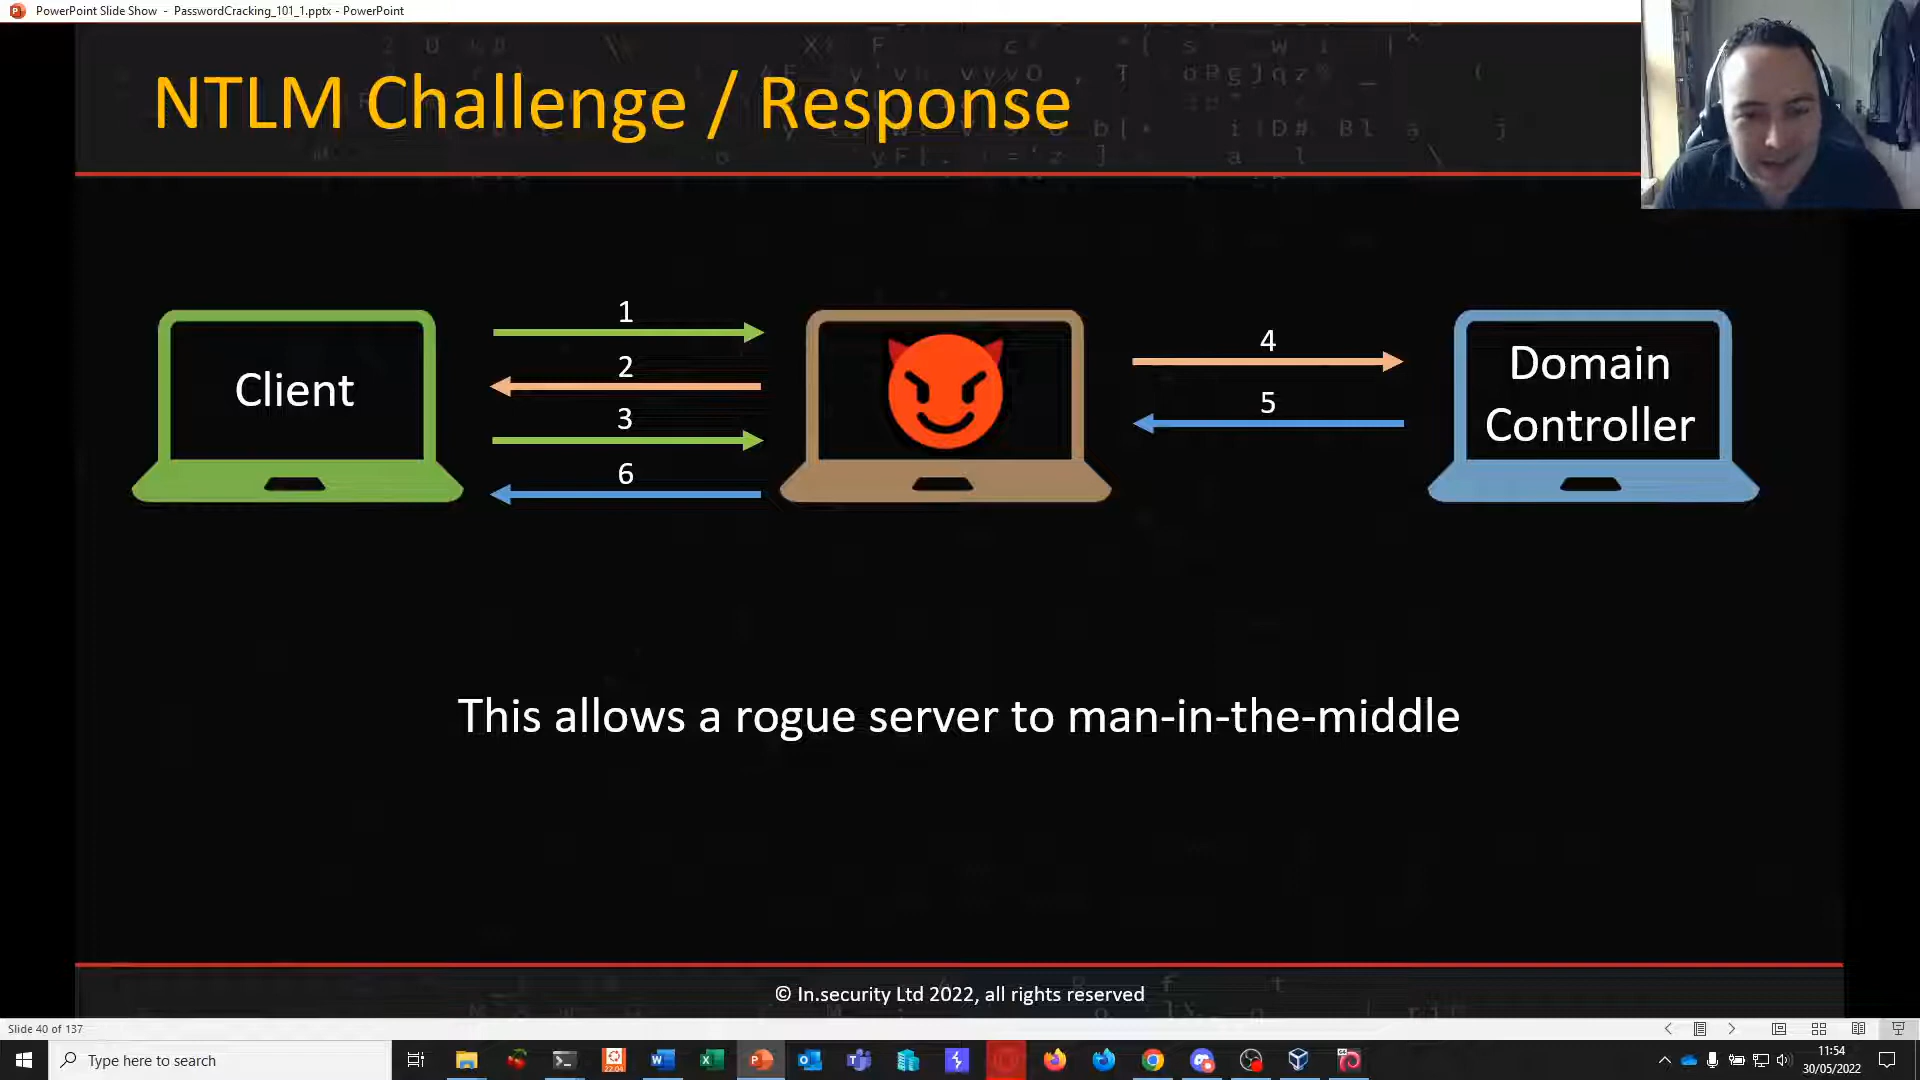 PowerPoint Slide Show - PasswordCracking_101_1.pptx - PowerPoint
NTLM Challenge / Response
1
2
3
6
4
5
Client
Domain
Controller
This allows a rogue server to man-in-the-middle
© In.security Ltd 2022, all rights reserved
Slide 40 of 137
Type here to search
22.04
11:54
30/05/2022